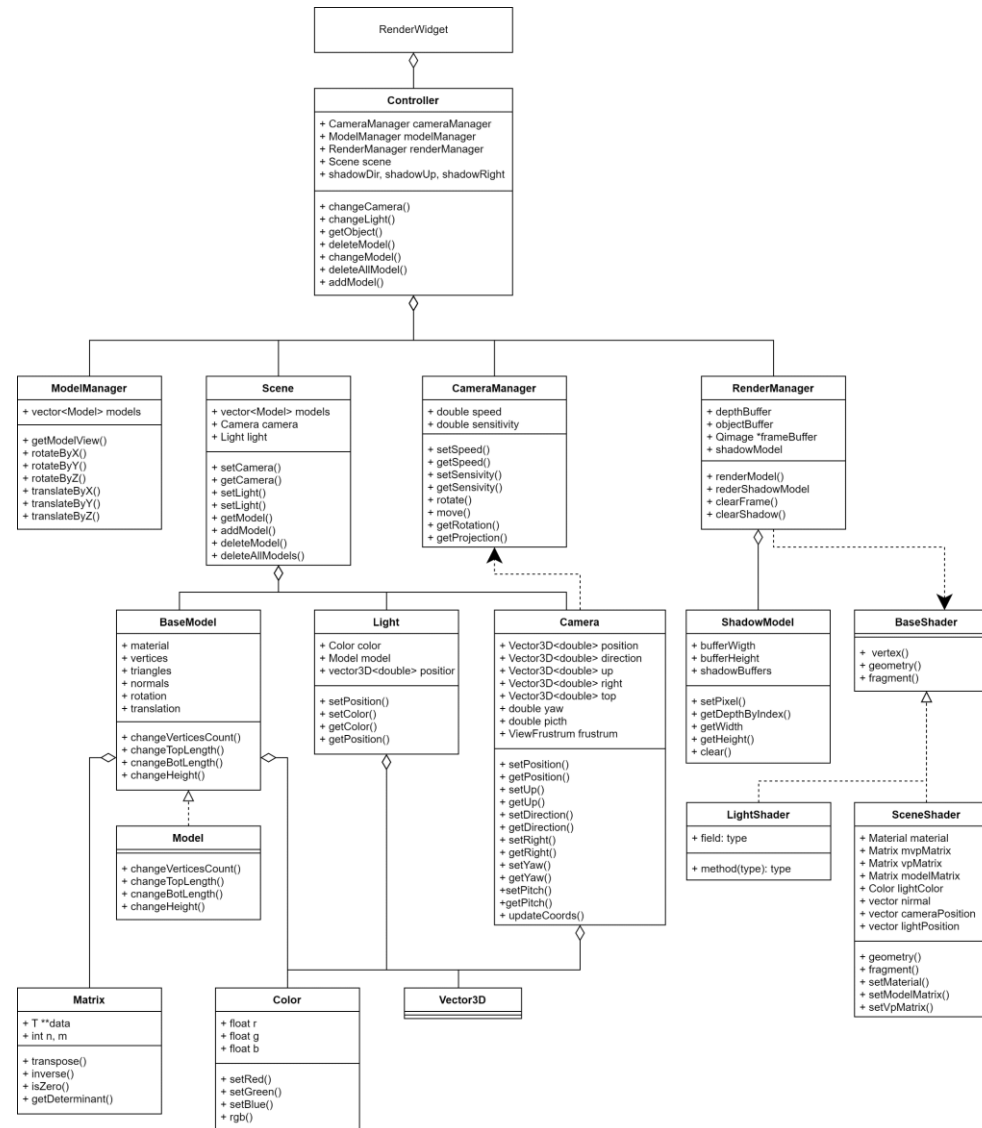 RenderWidget
Controller
+ CameraManager cameraManager
+ ModelManager modelManager
+ RenderManager renderManager
+ Scene scene
+ shadowDir, shadowUp, shadowRight
+ changeCamera()
+ changeLight()
+ getObject()
+ deleteModel()
+ changeModel()
+ deleteAllModel()
+ addModel()
ModelManager
+ vector<Model> models
+ getModelView()
+ rotateByX()
+ rotateByY()
+ rotateByZ()
+ translateByX()
+ translateByY()
+ translateByZ()
Scene
+ vector<Model> models
+ Camera camera
+ Light light
+ setCamera()
+ getCamera()
+ setLight()
+ setLight()
+ getModel()
+ addModel()
+ deleteModel()
+ deleteAllModels()
CameraManager
+ double speed
+ double sensitivity
+ setSpeed()
+ getSpeed()
+ setSensivity()
+ getSensivity()
+ rotate()
+ move()
+ getRotation()
+ getProjection()
RenderManager
+ depthBuffer
+ objectBuffer
+ Qimage *frameBuffer
+ shadowModel
+ renderModel()
+ rederShadowModel
+ clearFrame()
+ clearShadow()
BaseModel
+ material
+ vertices
+ triangles
+ normals
+ rotation
+ translation
+ changeVerticesCount()
+ changeTopLength()
+ cnangeBotLength()
+ changeHeight()
Light
+ Color color
+ Model model
+ vector3D<double> positior
+ setPosition()
+ setColor()
+ getColor()
+ getPosition()
Camera
+ Vector3D<double> position
+ Vector3D<double> direction
+ Vector3D<double> up
+ Vector3D<double> right
+ Vector3D<double> top
+ double yaw
+ double picth
+ ViewFrustrum frustrum
+ setPosition()
+ getPosition()
+ setUp()
+ getUp()
+ setDirection()
+ getDirection()
+ setRight()
+ getRight()
+ setYaw()
+ getYaw()
+setPitch()
+getPitch()
+ updateCoords()
ShadowModel
+ bufferWigth
+ bufferHeight
+ shadowBuffers
+ setPixel()
+ getDepthByIndex()
+ getWidth
+ getHeight()
+ clear()
BaseShader
+ vertex()
+ geometry()
+ fragment()
Model
+ changeVerticesCount()
+ changeTopLength()
+ cnangeBotLength()
+ changeHeight()
LightShader
+ field: type
+ method(type): type
SceneShader
+ Material material
+ Matrix mvpMatrix
+ Matrix vpMatrix
+ Matrix modelMatrix
+ Color lightColor
+ vector nirmal
+ vector cameraPosition
+ vector lightPosition
+ geometry()
+ fragment()
+ setMaterial()
+ setModelMatrix()
+ setVpMatrix()
Matrix
+ T **data
+ int n, m
+ transpose()
+ inverse()
+ isZero()
+ getDeterminant()
Color
+ float r
+ float g
+ float b
+ setRed()
+ setGreen()
+ setBlue()
+ rgb()
Vector3D